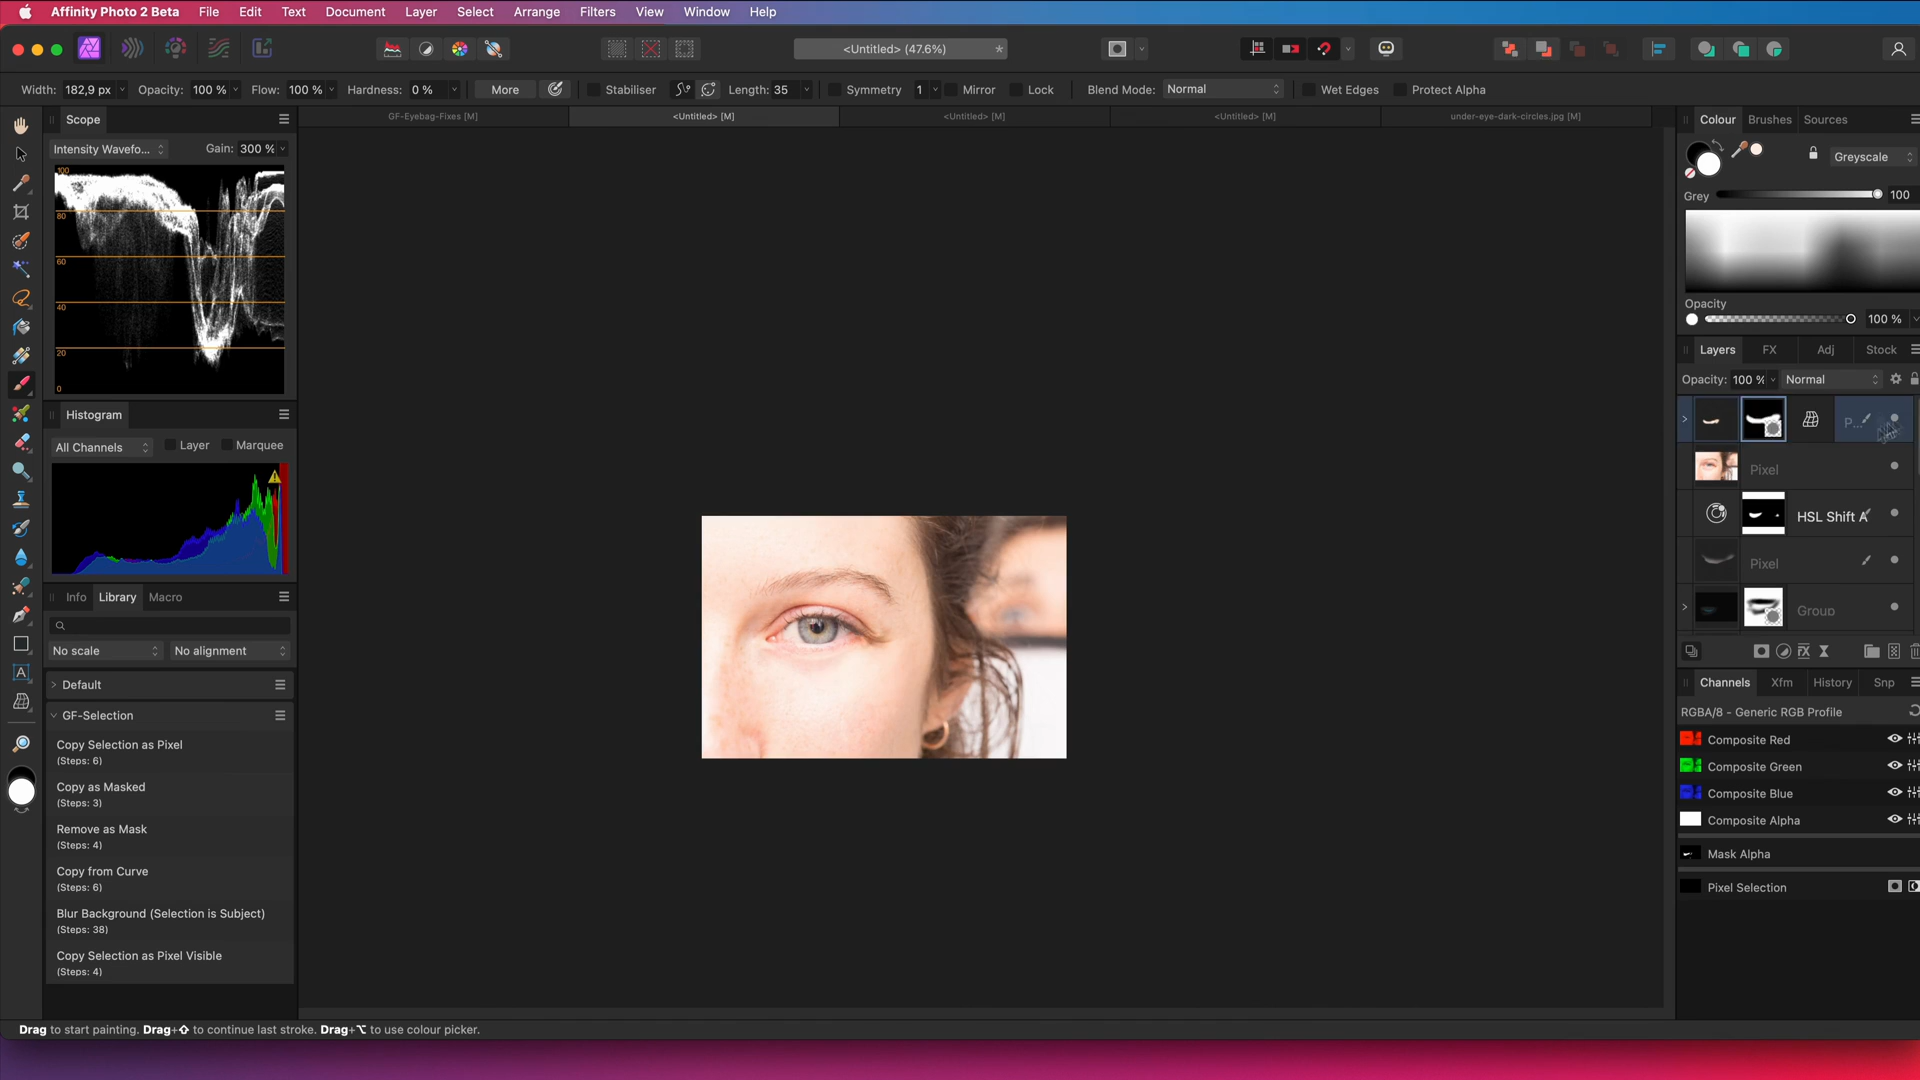 Affinity Photo 2 Beta File Edit Text Document Layer Select Arrange Filters View Window Help
<Untitled> (47.6%) *
Width: 182,9 px Opacity: 100 % Flow: 100 % Hardness: 0 % More Stabiliser Length: 35 Symmetry 1 Mirror Lock Blend Mode: Normal Wet Edges Protect Alpha
GF-Eyebag-Fixes [M] <Untitled> [M] <Untitled> [M] <Untitled> [M] under-eye-dark-circles.jpg [M]
Scope
Intensity Wavefo... Gain: 300 %
100
80
60
40
20
0
Histogram
All Channels Layer Marquee
Info Library Macro
No scale No alignment
Default
GF-Selection
Copy Selection as Pixel
(Steps: 6)
Copy as Masked
(Steps: 3)
Remove as Mask
(Steps: 4)
Copy from Curve
(Steps: 6)
Blur Background (Selection is Subject)
(Steps: 38)
Copy Selection as Pixel Visible
(Steps: 4)
Colour Brushes Sources
Greyscale
Grey 100
Opacity
100 %
Layers FX Adj Stock
Opacity: 100 % Normal
P...
Pixel
HSL Shift A
Pixel
Group
Channels Xfm History Snp
RGBA/8 - Generic RGB Profile
Composite Red
Composite Green
Composite Blue
Composite Alpha
Mask Alpha
Pixel Selection
Drag to start painting. Drag+⇧ to continue last stroke. Drag+⌥ to use colour picker.